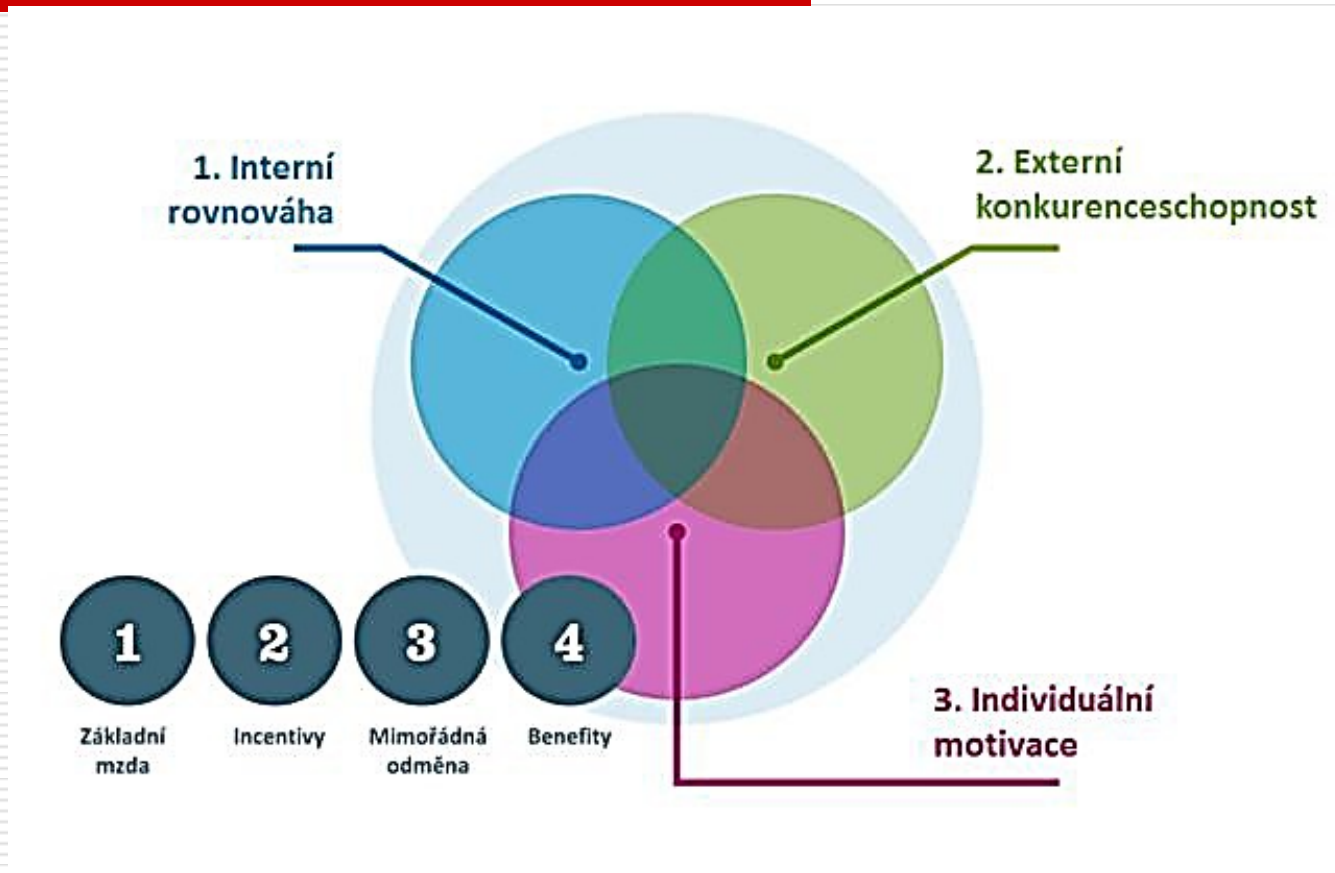 1. Interní
rovnováha
2. Externí
konkurenceschopnost
1
2
3
4
Základní
mzda
Incentivy
Mimořádná
odměna
Benefity
3. Individuální
motivace